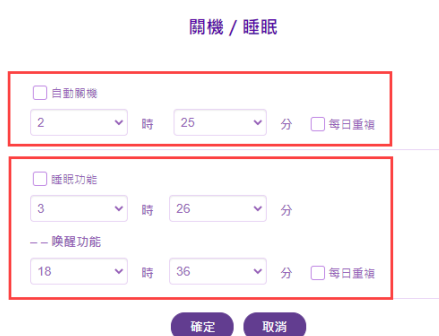 關機 / 睡眠
自動關機
2 時 25 分 每日重複
睡眠功能
3 時 26 分
－－喚醒功能
18 時 36 分 每日重複
確定 取消